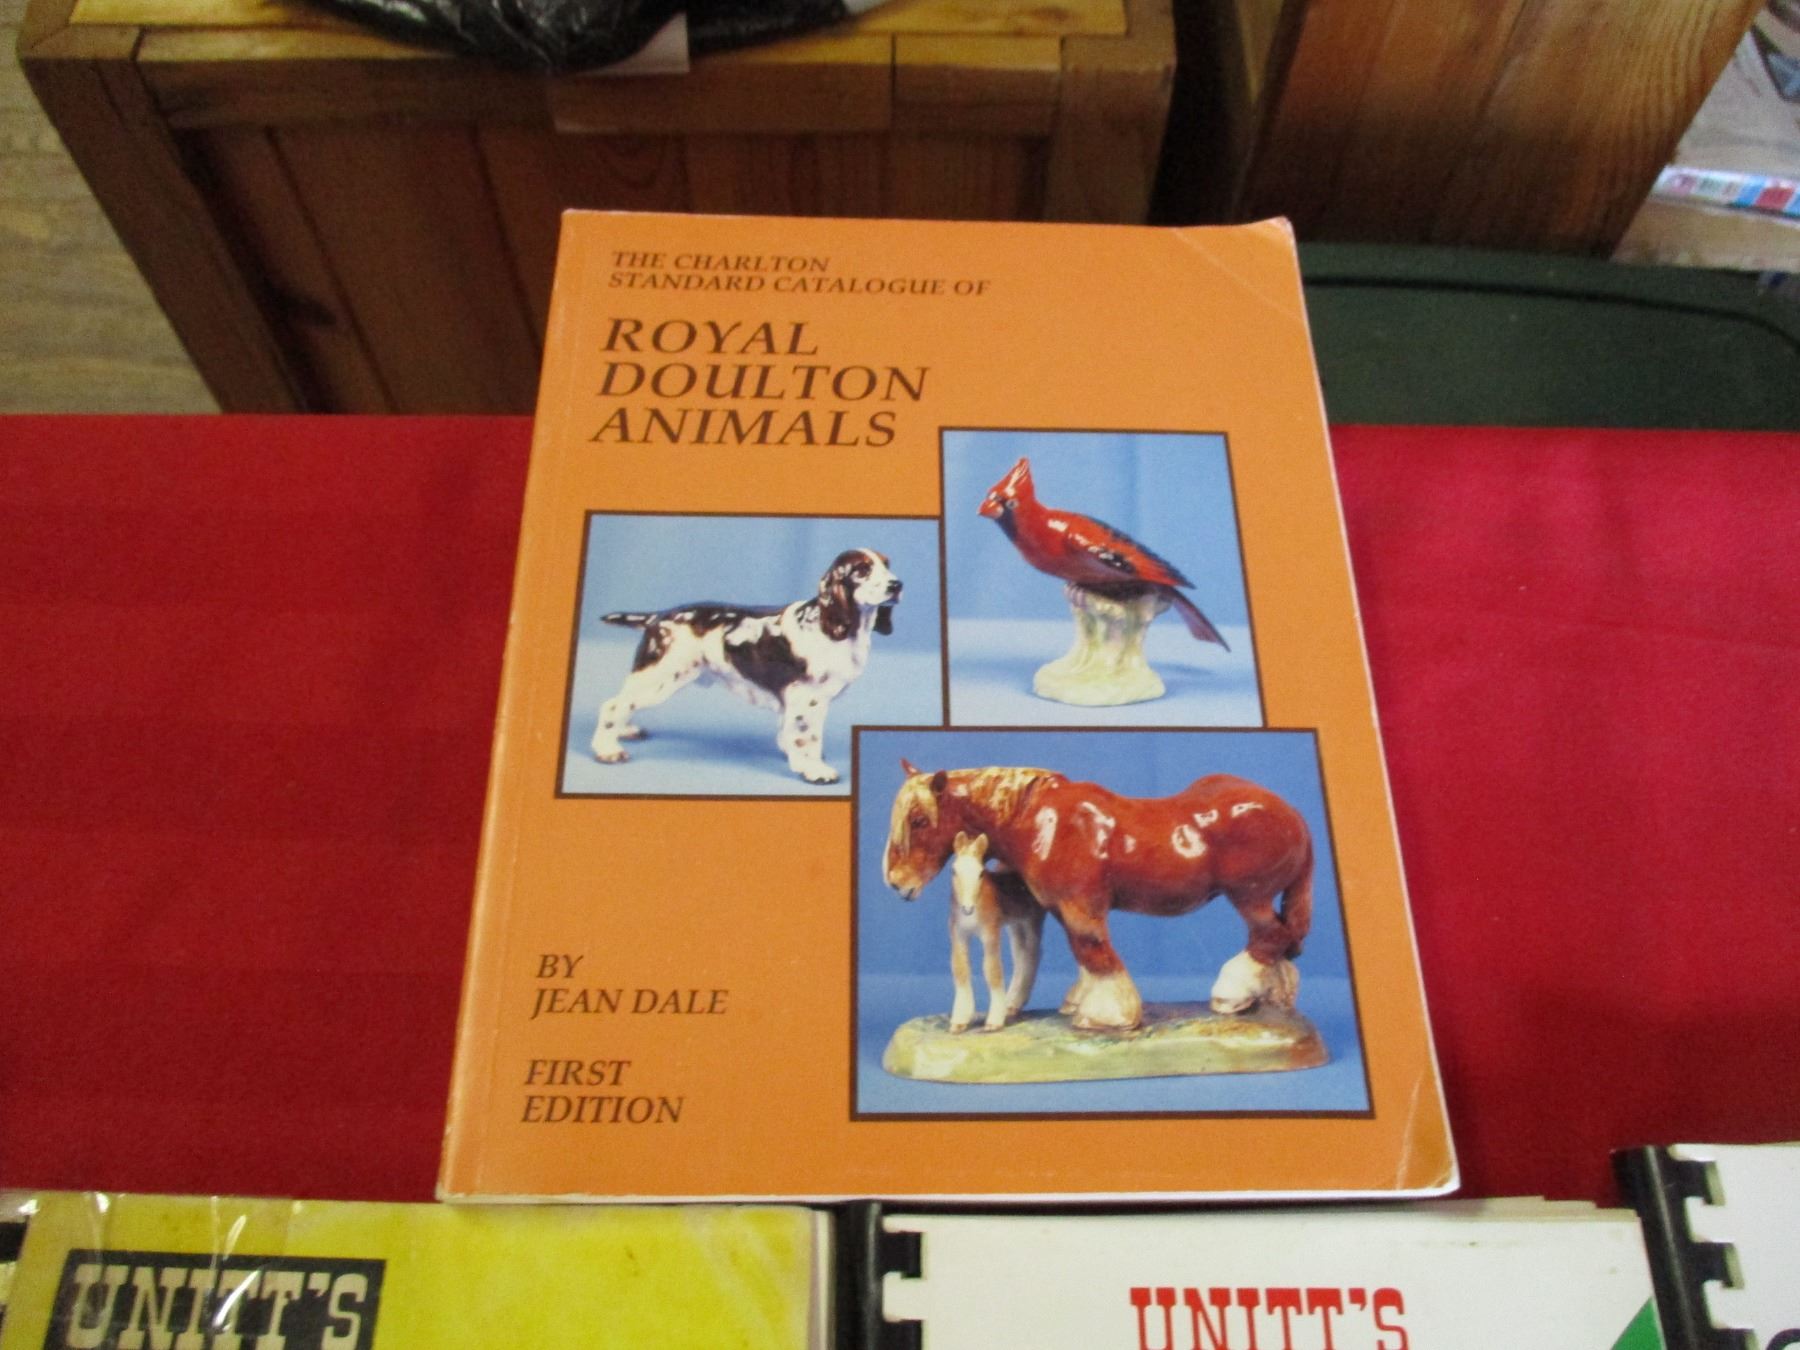 THE CHARLTON
STANDARD CATALOGUE OF
ROYAL
DOULTON
ANIMALS
BY
JEAN DALE
FIRST
EDITION
UNITT'S
UNITT'S